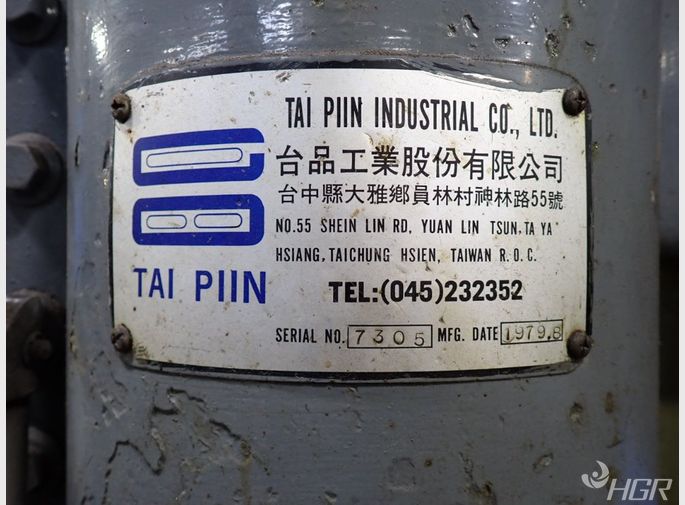 TAI PIIN INDUSTRIAL CO., LTD.
台品工業股份有限公司
台中縣大雅鄉員林村神林路55號
NO.55 SHEIN LIN RD, YUAN LIN TSUN, TA YA
HSIANG, TAICHUNG HSIEN, TAIWAN R.O.C.
TAI PIIN
TEL:(045)232352
SERIAL NO. 7305 MFG. DATE 1979.8
HGR